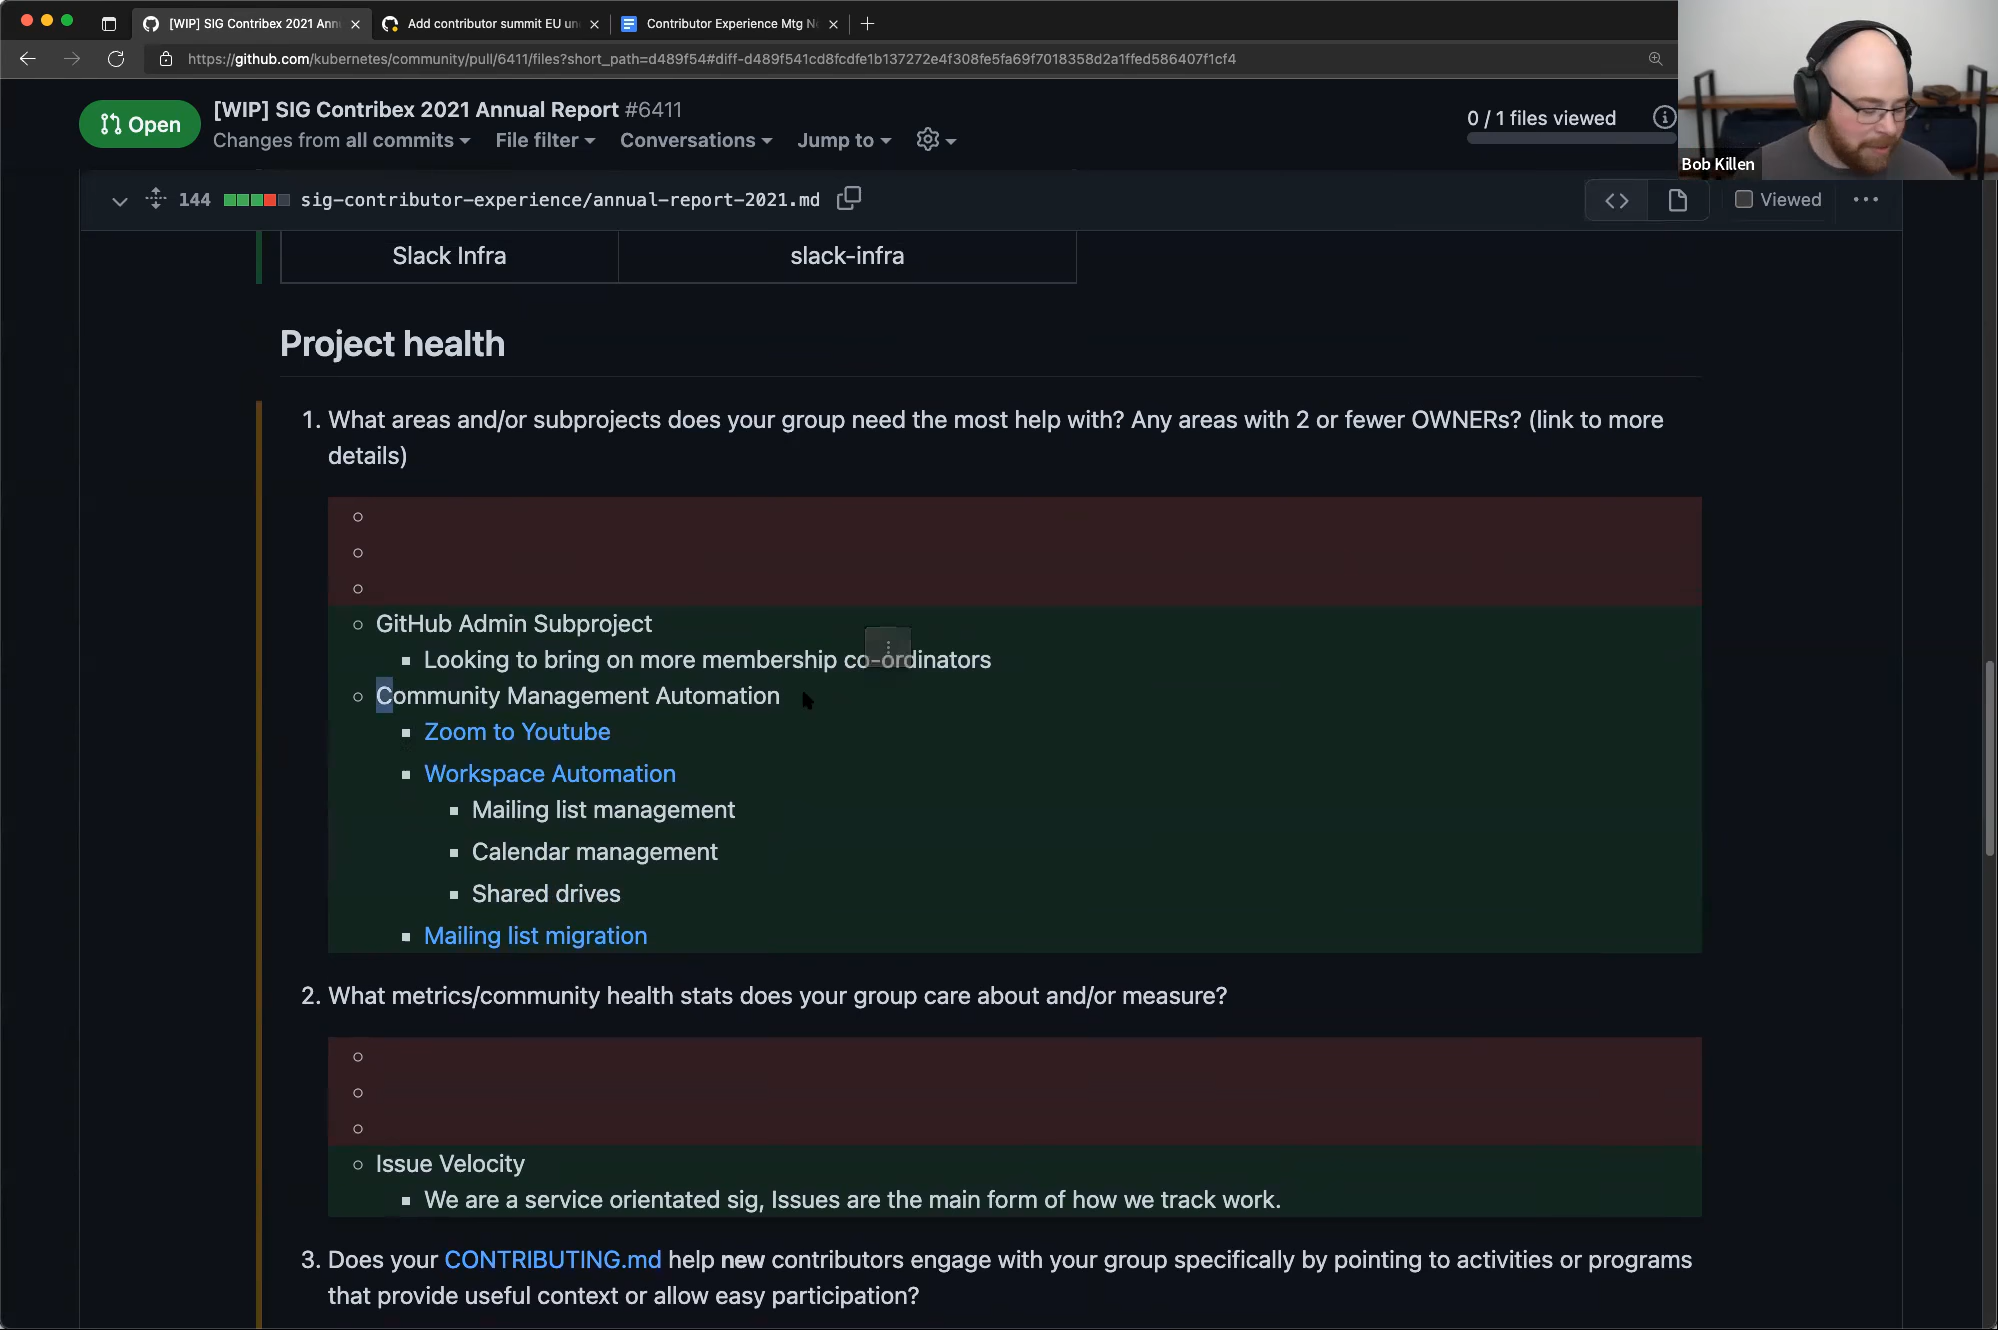 [WIP] SIG Contribex 2021 Ann
Add contributor summit EU un
Contributor Experience Mtg N
https://github.com/kubernetes/community/pull/6411/files?short_path=d489f54#diff-d489f541cd8fcdfe1b137272e4f308fe5fa69f7018358d2a1ffed586407f1cf4
Open
[WIP] SIG Contribex 2021 Annual Report #6411
Changes from all commits
File filter
Conversations
Jump to
0 / 1 files viewed
Bob Killen
144
sig-contributor-experience/annual-report-2021.md
Viewed
Slack Infra
slack-infra
Project health
1. What areas and/or subprojects does your group need the most help with? Any areas with 2 or fewer OWNERs? (link to more
details)
GitHub Admin Subproject
Looking to bring on more membership co-ordinators
Community Management Automation
Zoom to Youtube
Workspace Automation
Mailing list management
Calendar management
Shared drives
Mailing list migration
2. What metrics/community health stats does your group care about and/or measure?
Issue Velocity
We are a service orientated sig, Issues are the main form of how we track work.
3. Does your CONTRIBUTING.md help new contributors engage with your group specifically by pointing to activities or programs
that provide useful context or allow easy participation?